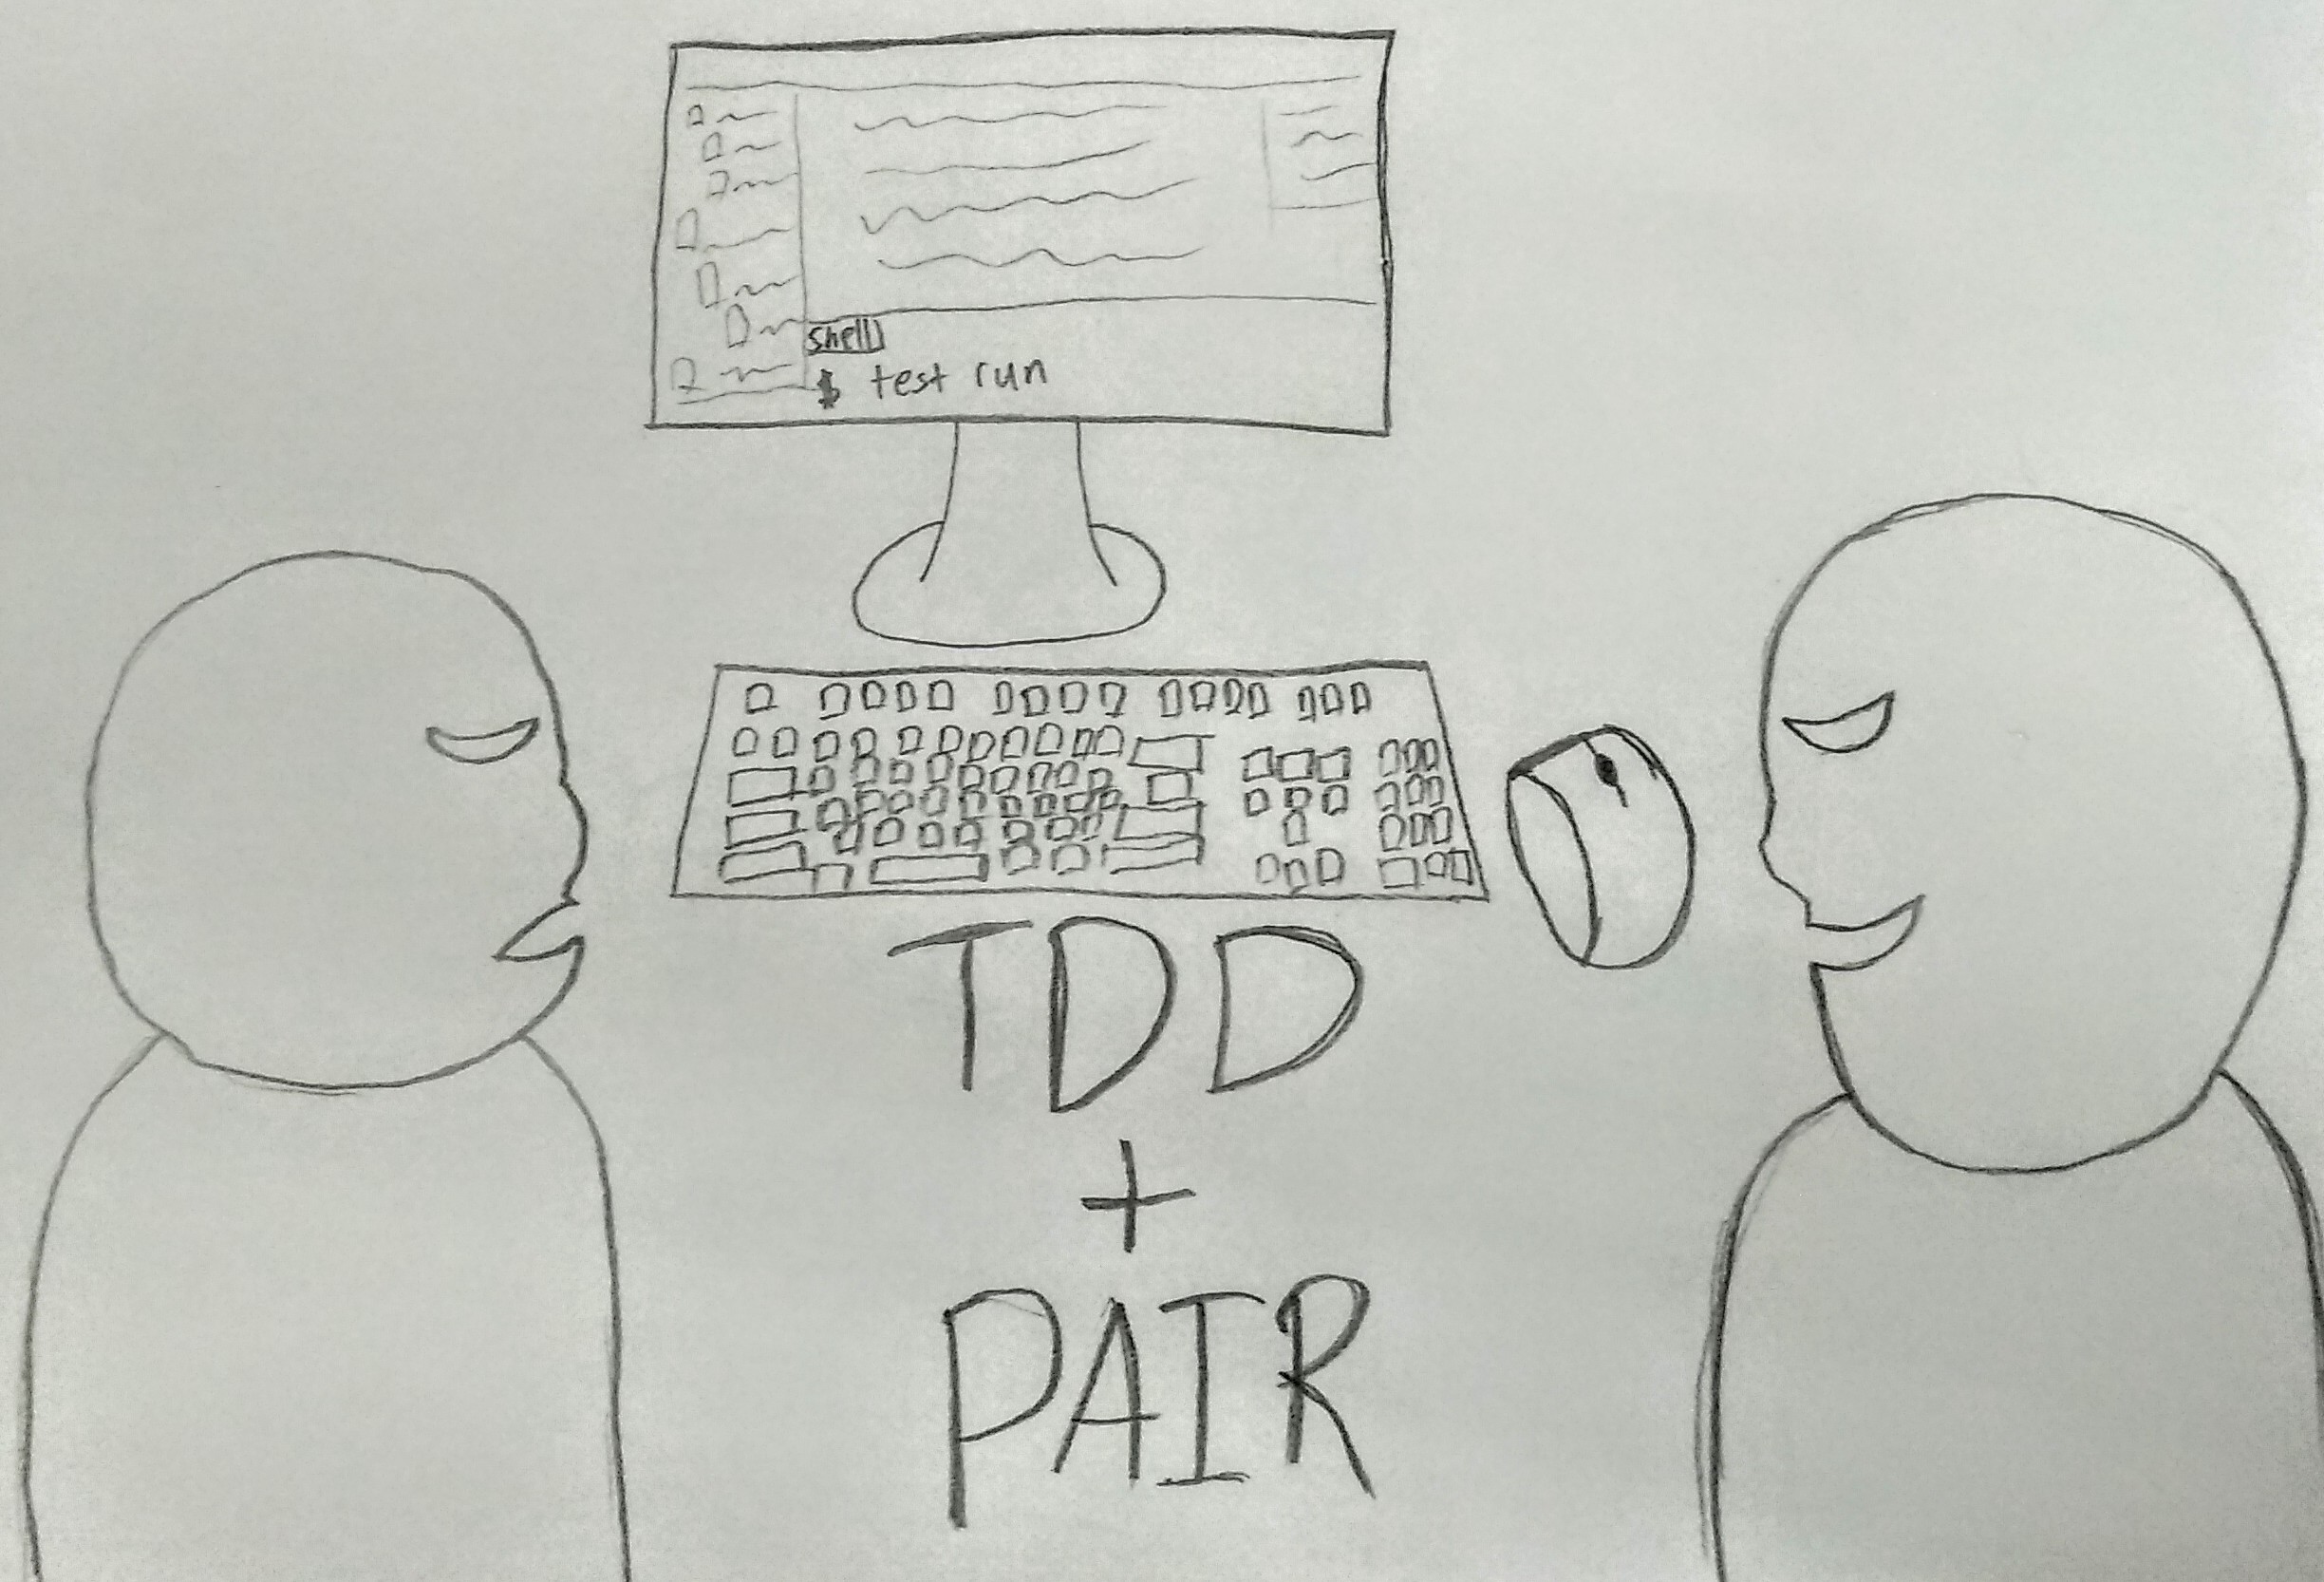 shell
$ test run
TDD
+
PAIR